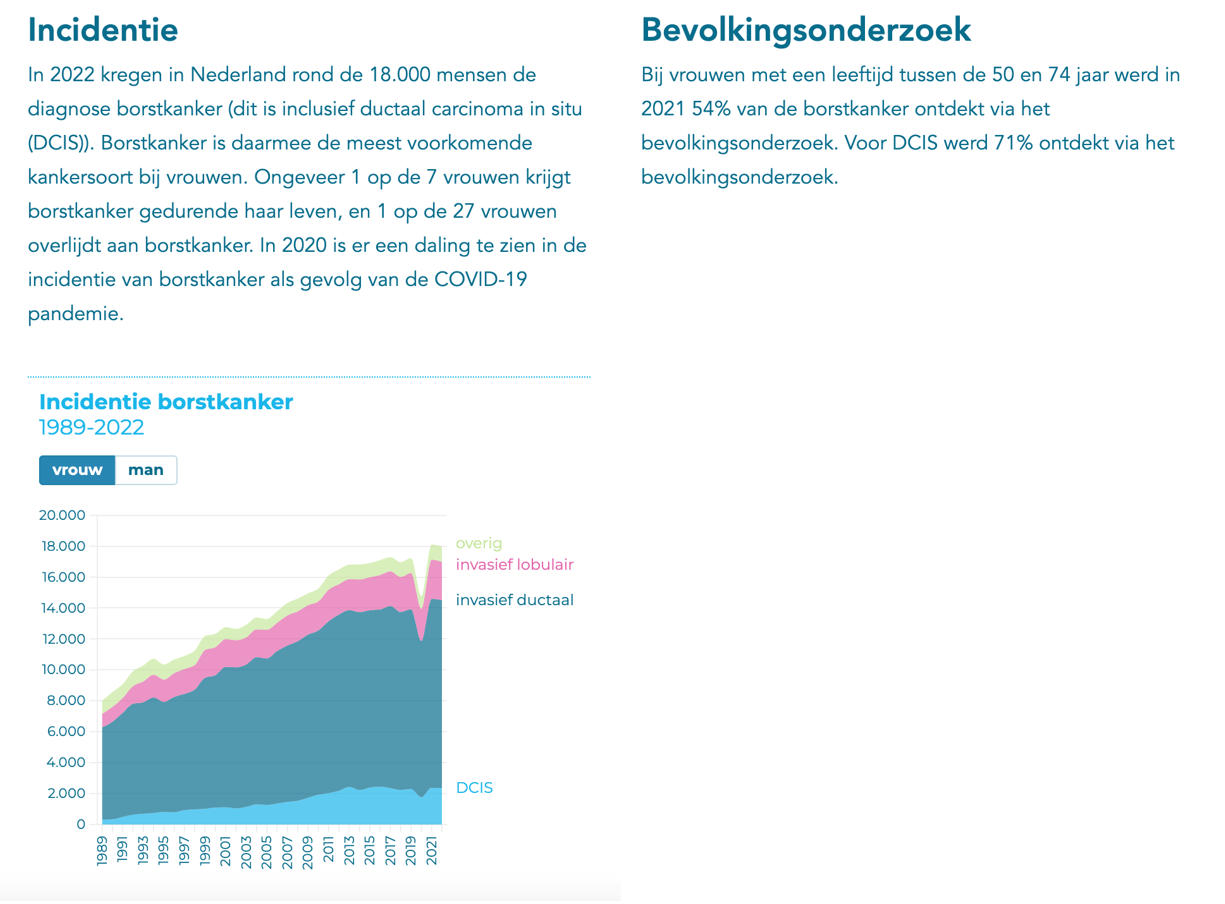 Incidentie
In 2022 kregen in Nederland rond de 18.000 mensen de
diagnose borstkanker (dit is inclusief ductaal carcinoma in situ
(DCIS)). Borstkanker is daarmee de meest voorkomende
kankersoort bij vrouwen. Ongeveer 1 op de 7 vrouwen krijgt
borstkanker gedurende haar leven, en 1 op de 27 vrouwen
overlijdt aan borstkanker. In 2020 is er een daling te zien in de
incidentie van borstkanker als gevolg van de COVID-19
pandemie.
Bevolkingsonderzoek
Bij vrouwen met een leeftijd tussen de 50 en 74 jaar werd in
2021 54% van de borstkanker ontdekt via het
bevolkingsonderzoek. Voor DCIS werd 71% ontdekt via het
bevolkingsonderzoek.
Incidentie borstkanker
1989-2022
vrouw man
20.000
18.000
16.000
14.000
12.000
10.000
8.000
6.000
4.000
2.000
0
overig
invasief lobulair
invasief ductaal
DCIS
1989 1991 1993 1995 1997 1999 2001 2003 2005 2007 2009 2011 2013 2015 2017 2019 2021